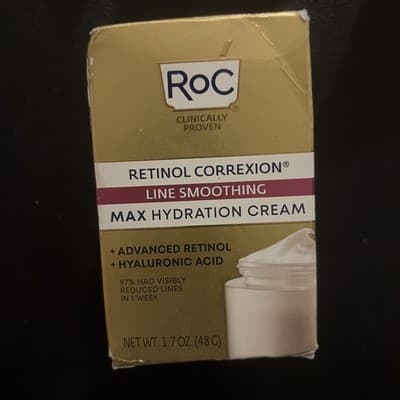 RoC®
CLINICALLY
PROVEN
RETINOL CORREXION®
LINE SMOOTHING
MAX HYDRATION CREAM
+ ADVANCED RETINOL
+ HYALURONIC ACID
97% HAD VISIBLY
REDUCED LINES
IN 1 WEEK
NET WT. 1.7 OZ. (48 G)